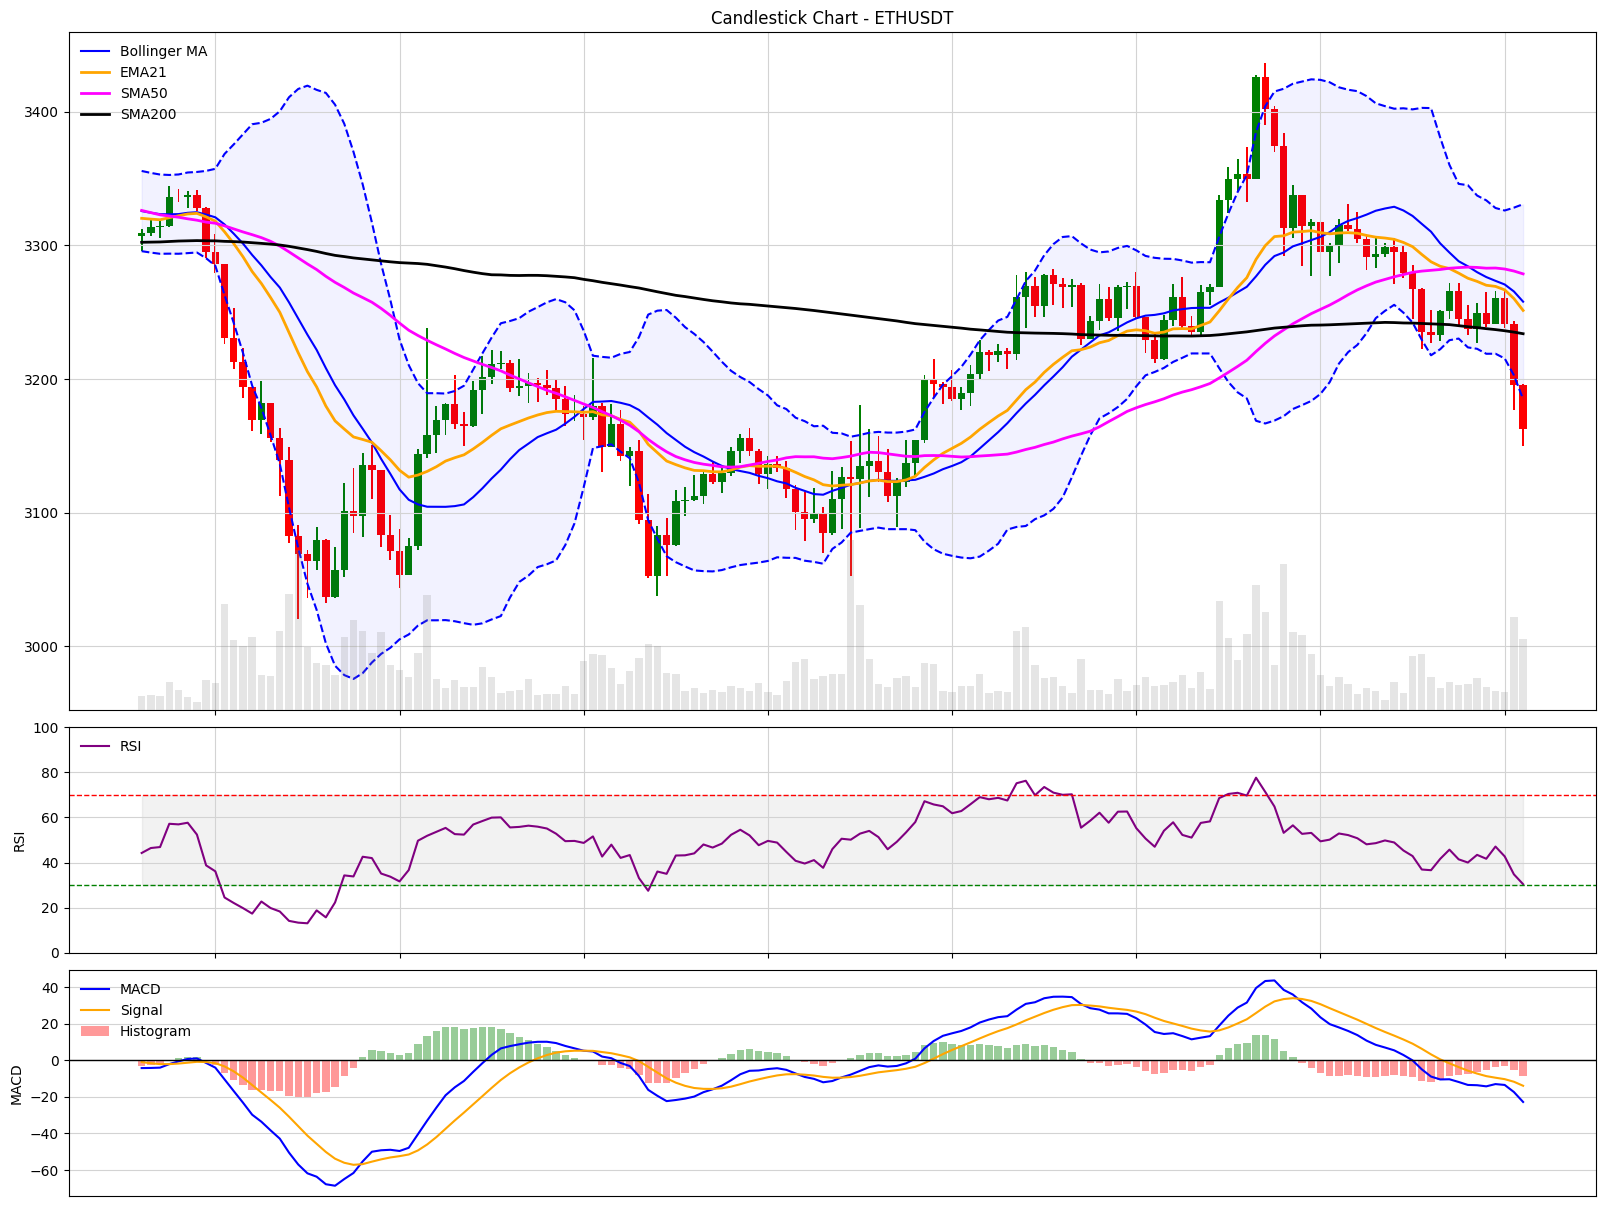 Candlestick Chart - ETHUSDT
Bollinger MA
EMA21
SMA50
SMA200
3400
3300
3200
3100
3000
RSI
100
80
60
40
20
0
RSI
MACD
Signal
Histogram
40
20
0
−20
−40
−60
MACD